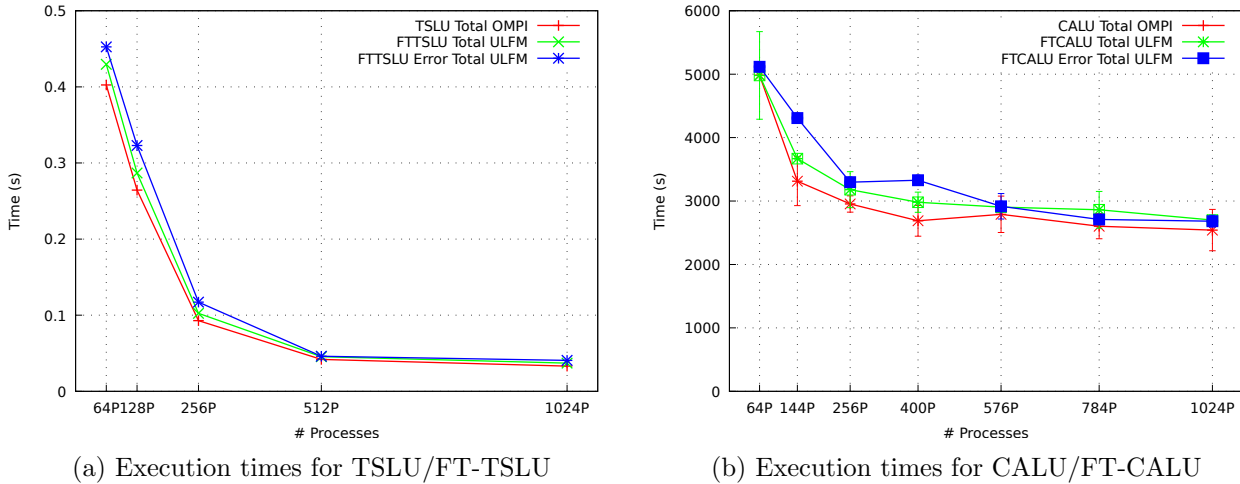 0.5
0.4
0.3
0.2
0.1
0
Time (s)
TSLU Total OMPI
FTTSLU Total ULFM
FTTSLU Error Total ULFM
64P 128P 256P 512P 1024P
# Processes
(a) Execution times for TSLU/FT-TSLU
6000
5000
4000
3000
2000
1000
0
Time (s)
CALU Total OMPI
FTCALU Total ULFM
FTCALU Error Total ULFM
64P 144P 256P 400P 576P 784P 1024P
# Processes
(b) Execution times for CALU/FT-CALU